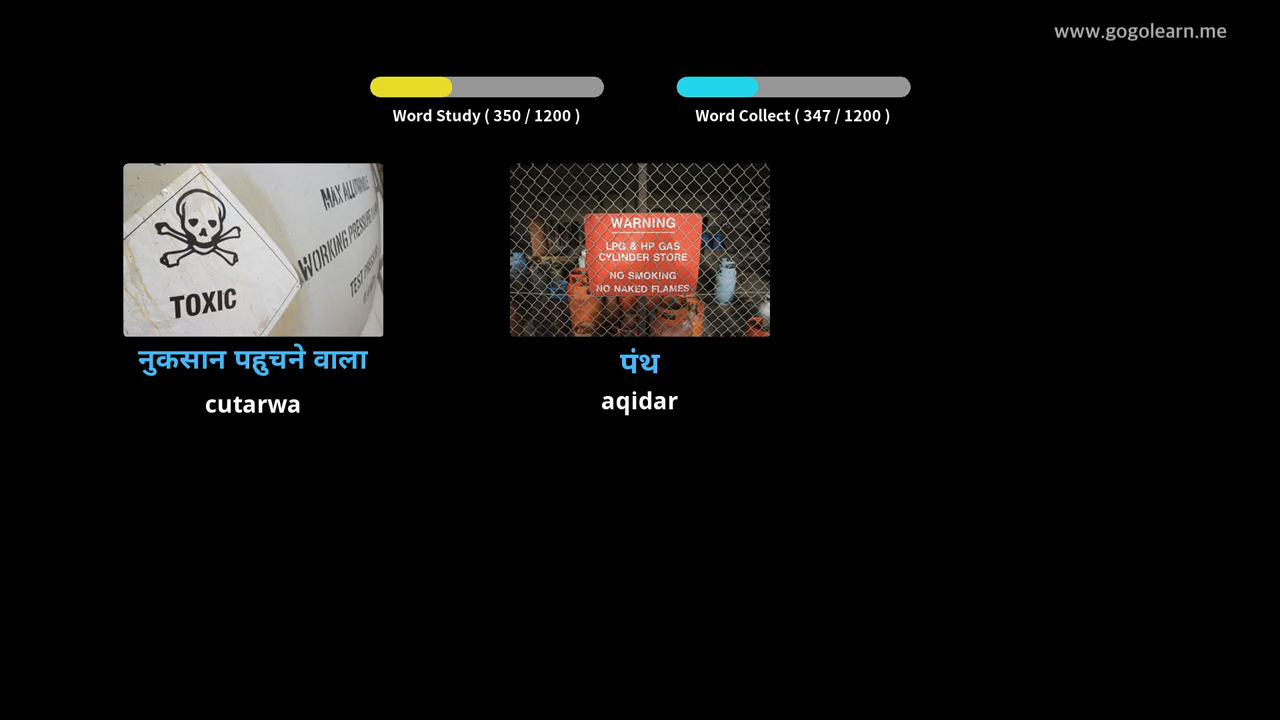 www.gogolearn.me
Word Study ( 350 / 1200 )
Word Collect ( 347 / 1200 )
TOXIC
MAX ALLOWABLE
WORKING PRESSURE
TEST PRESSURE
WARNING
LPG & HP GAS
CYLINDER STORE
NO SMOKING
NO NAKED FLAMES
नुकसान पहुचने वाला
पंथ
cutarwa
aqidar